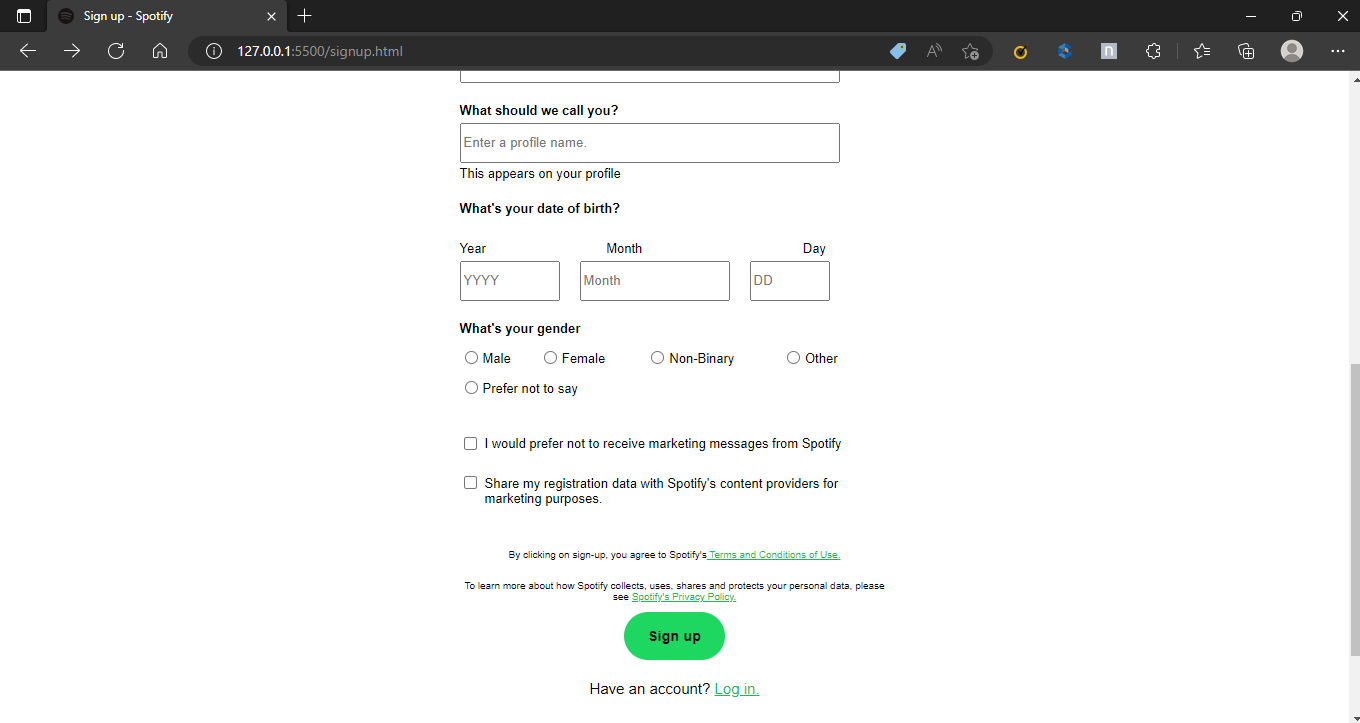 Sign up - Spotify
127.0.0.1:5500/signup.html
What should we call you?
Enter a profile name.
This appears on your profile
What's your date of birth?
Year Month Day
YYYY Month DD
What's your gender
Male Female Non-Binary Other
Prefer not to say
I would prefer not to receive marketing messages from Spotify
Share my registration data with Spotify's content providers for
marketing purposes.
By clicking on sign-up, you agree to Spotify's Terms and Conditions of Use.
To learn more about how Spotify collects, uses, shares and protects your personal data, please
see Spotify's Privacy Policy.
Sign up
Have an account? Log in.